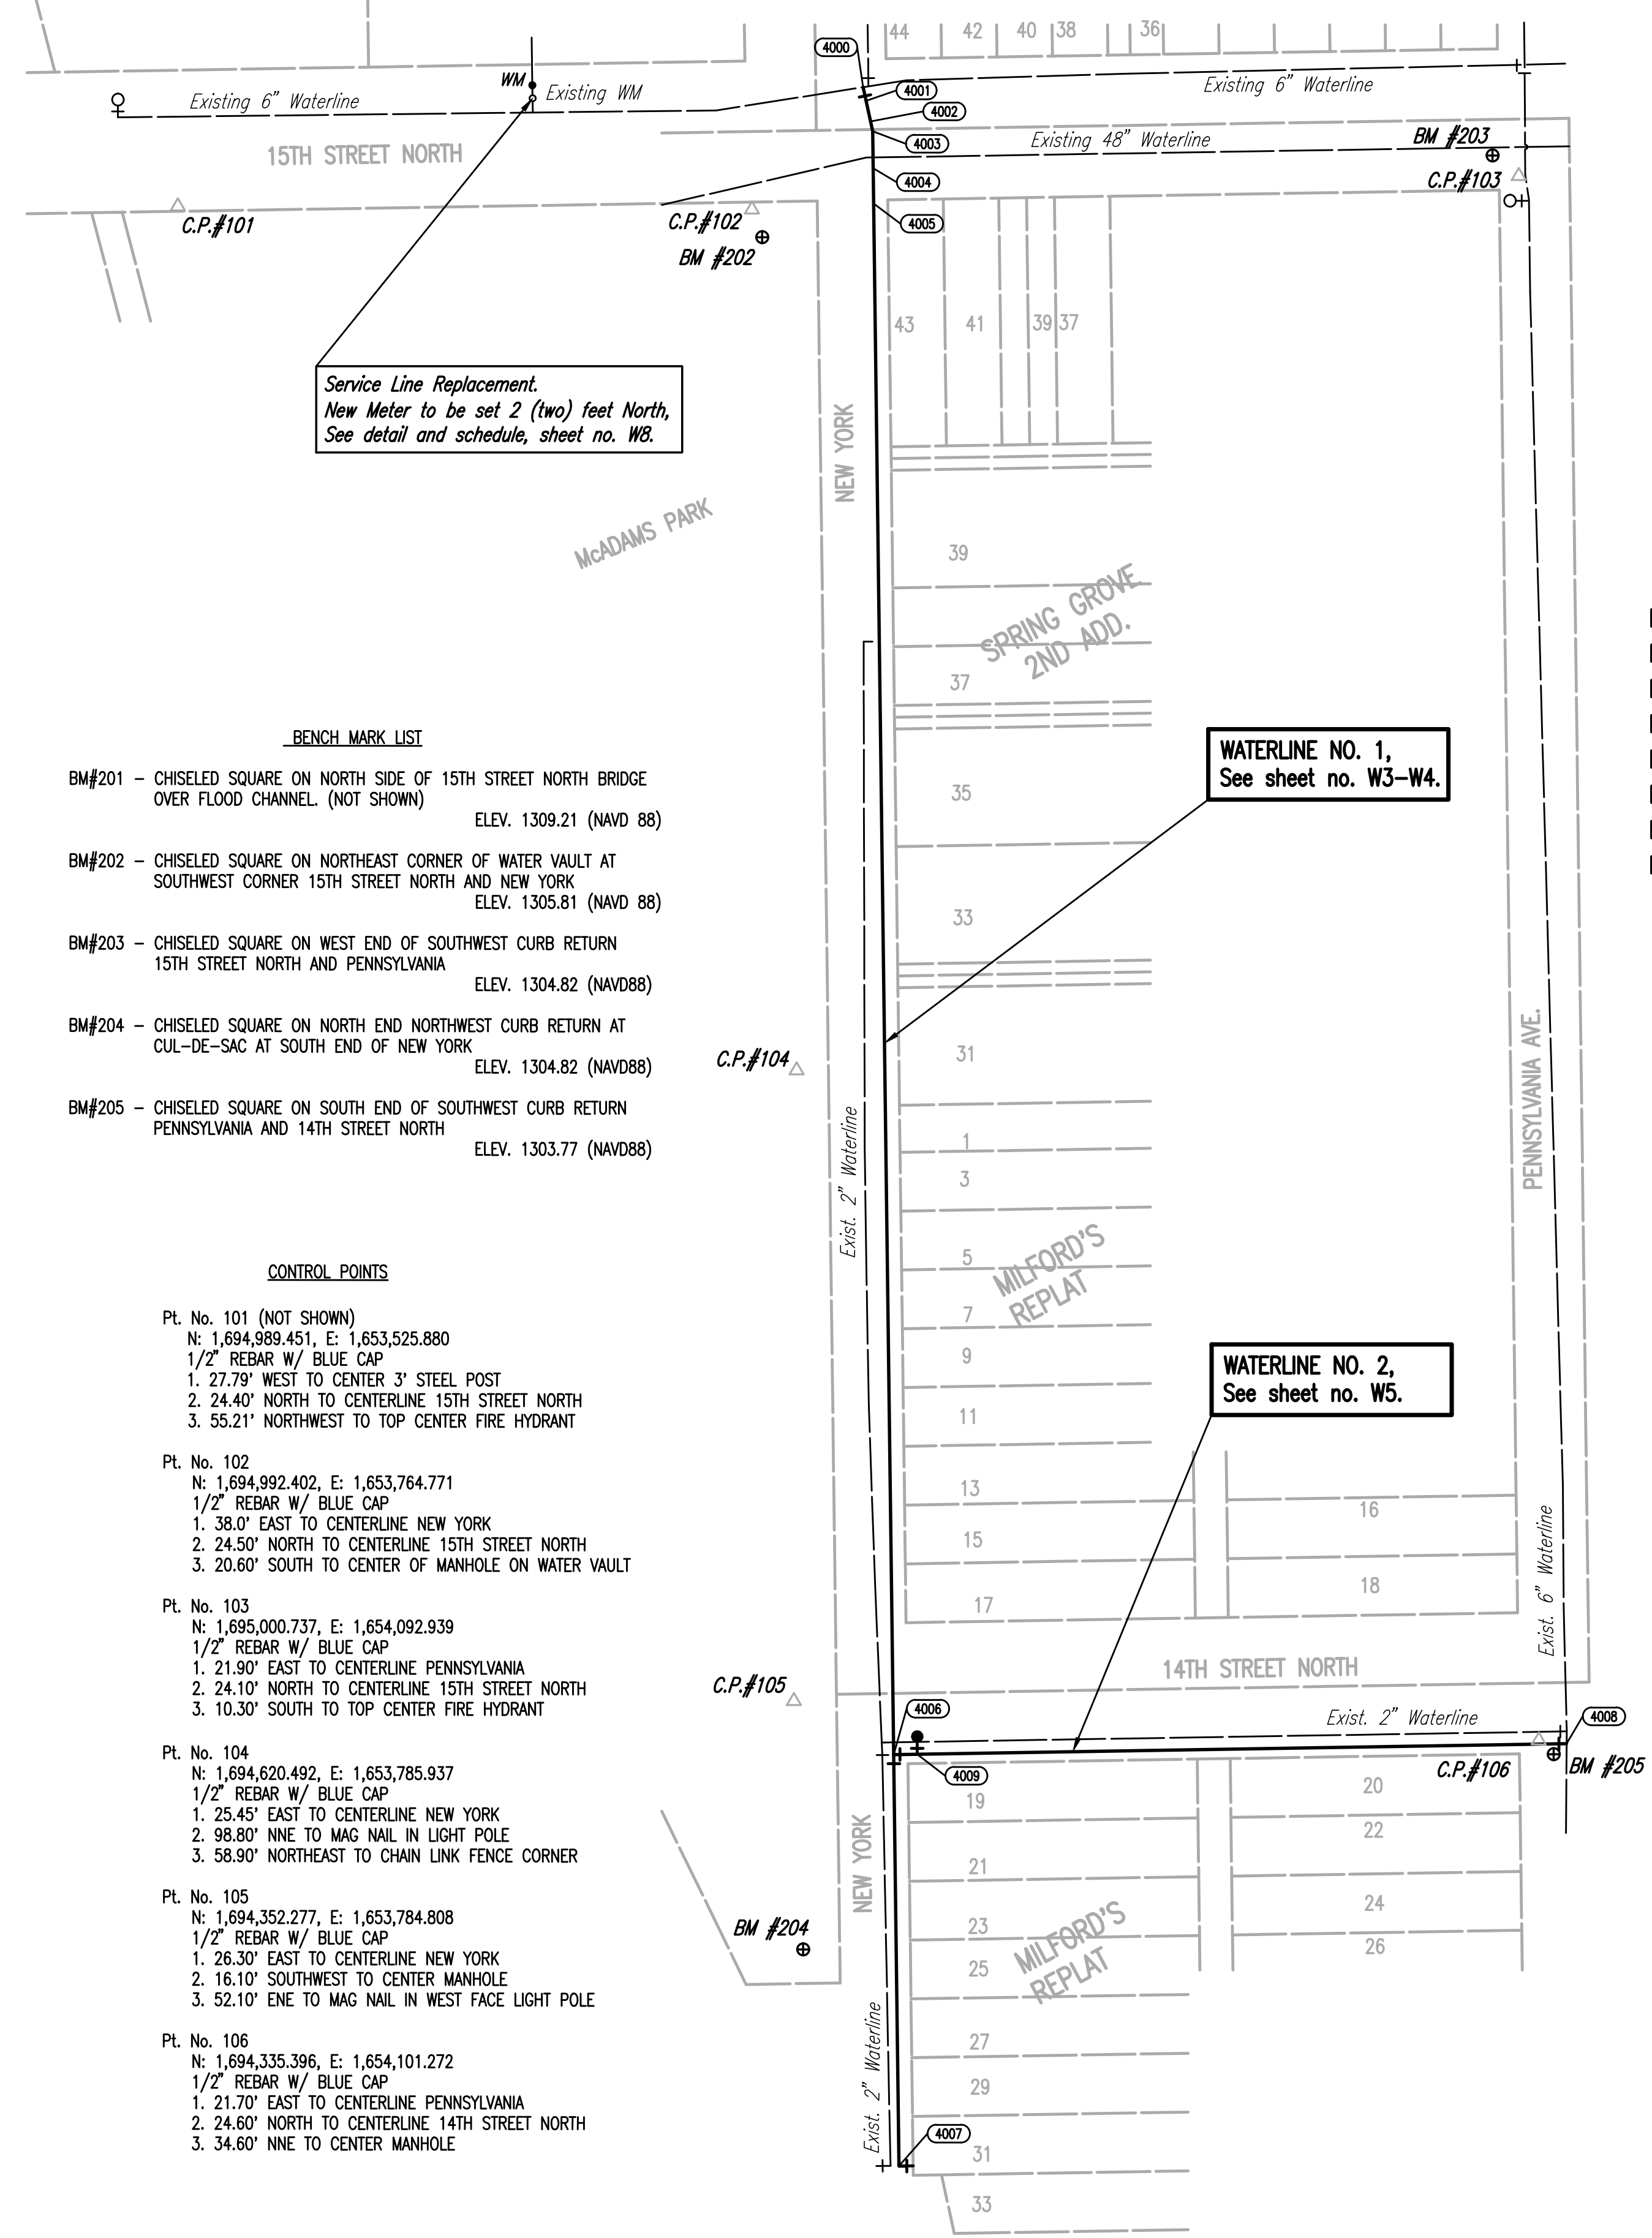 44
42
40
38
36
4000
WM
Existing WM
Existing 6" Waterline
4001
Existing 6" Waterline
4002
15TH STREET NORTH
4003
Existing 48" Waterline
BM #203
4004
C.P.#103
C.P.#101
C.P.#102
4005
BM #202
43
41
39
37
Service Line Replacement.
New Meter to be set 2 (two) feet North,
See detail and schedule, sheet no. W8.
NEW YORK
McADAMS PARK
39
SPRING GROVE
2ND ADD.
37
BENCH MARK LIST
BM#201 – CHISELED SQUARE ON NORTH SIDE OF 15TH STREET NORTH BRIDGE
OVER FLOOD CHANNEL. (NOT SHOWN)
ELEV. 1309.21 (NAVD 88)
BM#202 – CHISELED SQUARE ON NORTHEAST CORNER OF WATER VAULT AT
SOUTHWEST CORNER 15TH STREET NORTH AND NEW YORK
ELEV. 1305.81 (NAVD 88)
BM#203 – CHISELED SQUARE ON WEST END OF SOUTHWEST CURB RETURN
15TH STREET NORTH AND PENNSYLVANIA
ELEV. 1304.82 (NAVD88)
BM#204 – CHISELED SQUARE ON NORTH END NORTHWEST CURB RETURN AT
CUL–DE–SAC AT SOUTH END OF NEW YORK
ELEV. 1304.82 (NAVD88)
BM#205 – CHISELED SQUARE ON SOUTH END OF SOUTHWEST CURB RETURN
PENNSYLVANIA AND 14TH STREET NORTH
ELEV. 1303.77 (NAVD88)
WATERLINE NO. 1,
See sheet no. W3–W4.
35
33
C.P.#104
31
1
3
Exist. 2" Waterline
PENNSYLVANIA AVE.
5
MILFORD'S
REPLAT
7
9
11
13
15
17
WATERLINE NO. 2,
See sheet no. W5.
16
18
Exist. 6" Waterline
CONTROL POINTS
Pt. No. 101 (NOT SHOWN)
N: 1,694,989.451, E: 1,653,525.880
1/2" REBAR W/ BLUE CAP
1. 27.79' WEST TO CENTER 3' STEEL POST
2. 24.40' NORTH TO CENTERLINE 15TH STREET NORTH
3. 55.21' NORTHWEST TO TOP CENTER FIRE HYDRANT
Pt. No. 102
N: 1,694,992.402, E: 1,653,764.771
1/2" REBAR W/ BLUE CAP
1. 38.0' EAST TO CENTERLINE NEW YORK
2. 24.50' NORTH TO CENTERLINE 15TH STREET NORTH
3. 20.60' SOUTH TO CENTER OF MANHOLE ON WATER VAULT
Pt. No. 103
N: 1,695,000.737, E: 1,654,092.939
1/2" REBAR W/ BLUE CAP
1. 21.90' EAST TO CENTERLINE PENNSYLVANIA
2. 24.10' NORTH TO CENTERLINE 15TH STREET NORTH
3. 10.30' SOUTH TO TOP CENTER FIRE HYDRANT
Pt. No. 104
N: 1,694,620.492, E: 1,653,785.937
1/2" REBAR W/ BLUE CAP
1. 25.45' EAST TO CENTERLINE NEW YORK
2. 98.80' NNE TO MAG NAIL IN LIGHT POLE
3. 58.90' NORTHEAST TO CHAIN LINK FENCE CORNER
Pt. No. 105
N: 1,694,352.277, E: 1,653,784.808
1/2" REBAR W/ BLUE CAP
1. 26.30' EAST TO CENTERLINE NEW YORK
2. 16.10' SOUTHWEST TO CENTER MANHOLE
3. 52.10' ENE TO MAG NAIL IN WEST FACE LIGHT POLE
Pt. No. 106
N: 1,694,335.396, E: 1,654,101.272
1/2" REBAR W/ BLUE CAP
1. 21.70' EAST TO CENTERLINE PENNSYLVANIA
2. 24.60' NORTH TO CENTERLINE 14TH STREET NORTH
3. 34.60' NNE TO CENTER MANHOLE
14TH STREET NORTH
C.P.#105
4006
Exist. 2" Waterline
4008
4009
C.P.#106
BM #205
19
20
22
21
NEW YORK
24
23
26
BM #204
MILFORD'S
REPLAT
25
27
29
Exist. 2" Waterline
4007
31
33